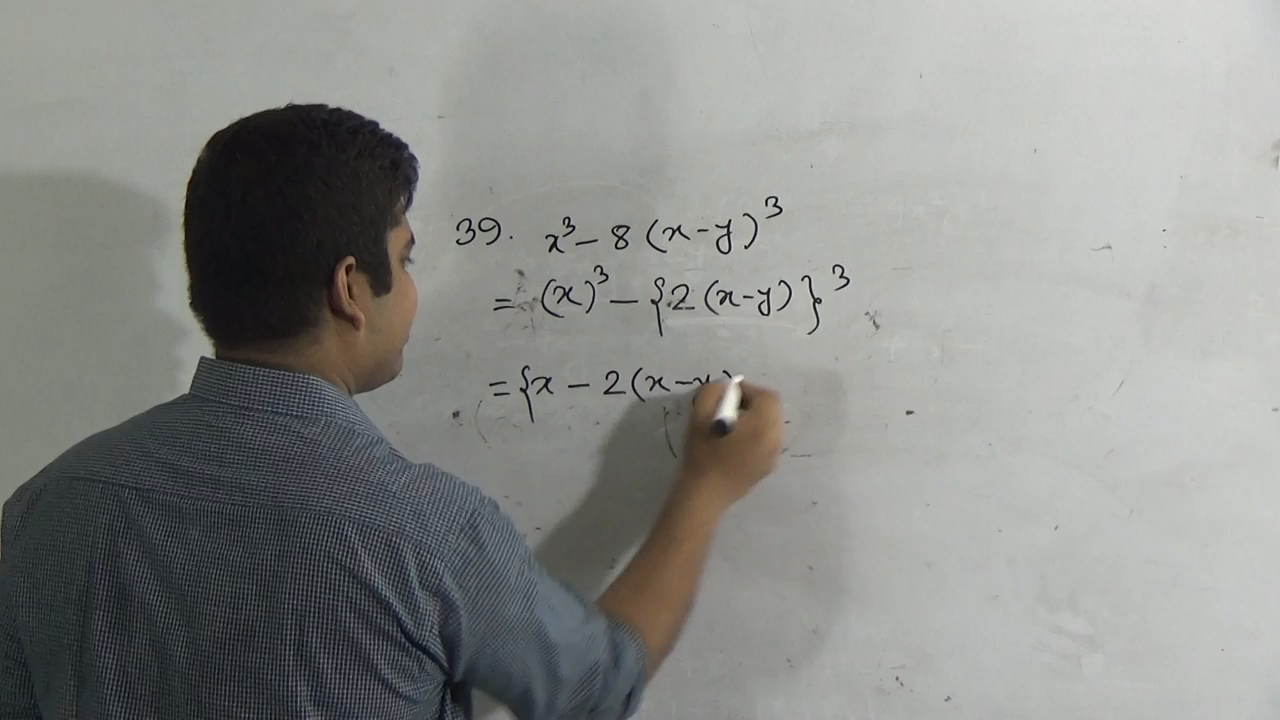 39. x³ - 8 (x-y)³
= (x)³ - {2 (x-y)}³
= {x - 2 (x-y)